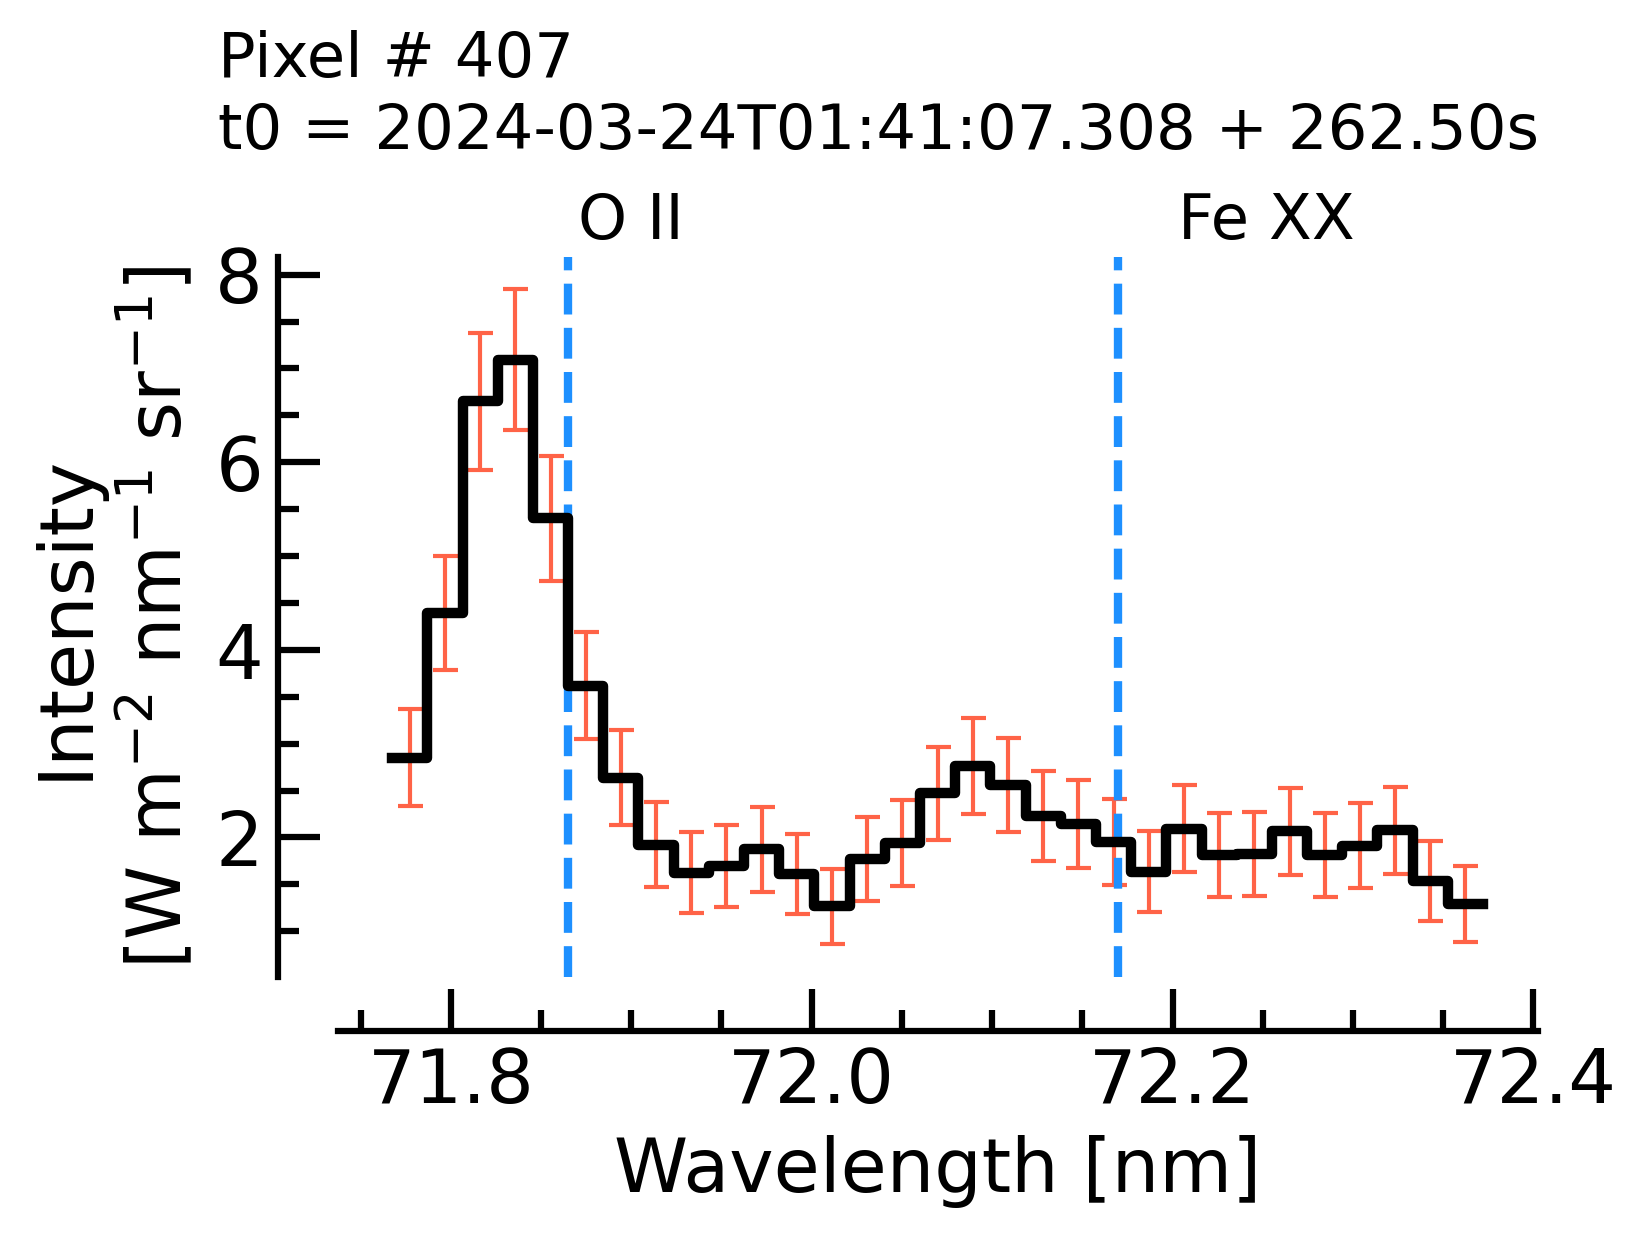 Pixel # 407
t0 = 2024-03-24T01:41:07.308 + 262.50s
O II
Fe XX
Intensity
[W m⁻² nm⁻¹ sr⁻¹]
8
6
4
2
71.8
72.0
72.2
72.4
Wavelength [nm]